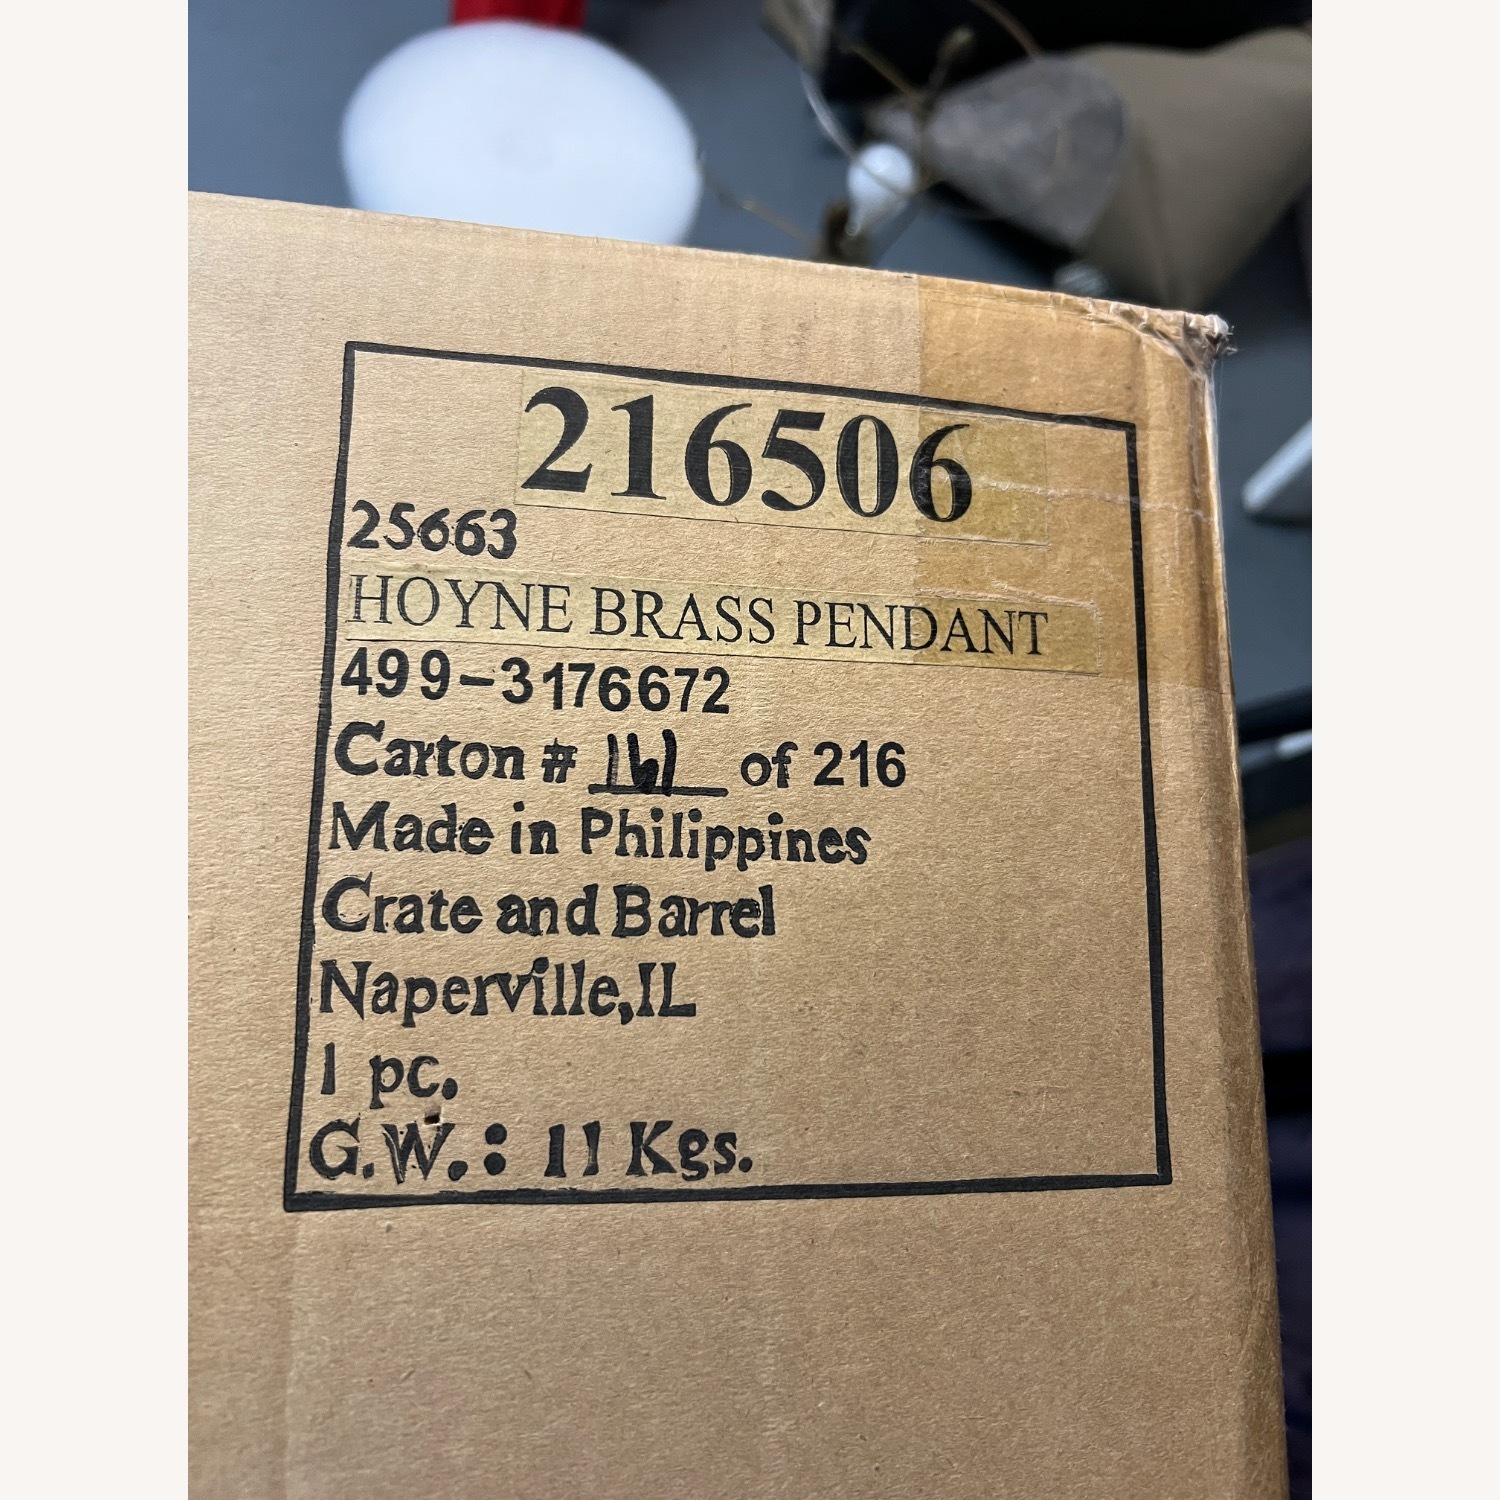 216506
25663
HOYNE BRASS PENDANT
499-3176672
Carton # 161 of 216
Made in Philippines
Crate and Barrel
Naperville,IL
1 pc.
G.W.: 11 Kgs.